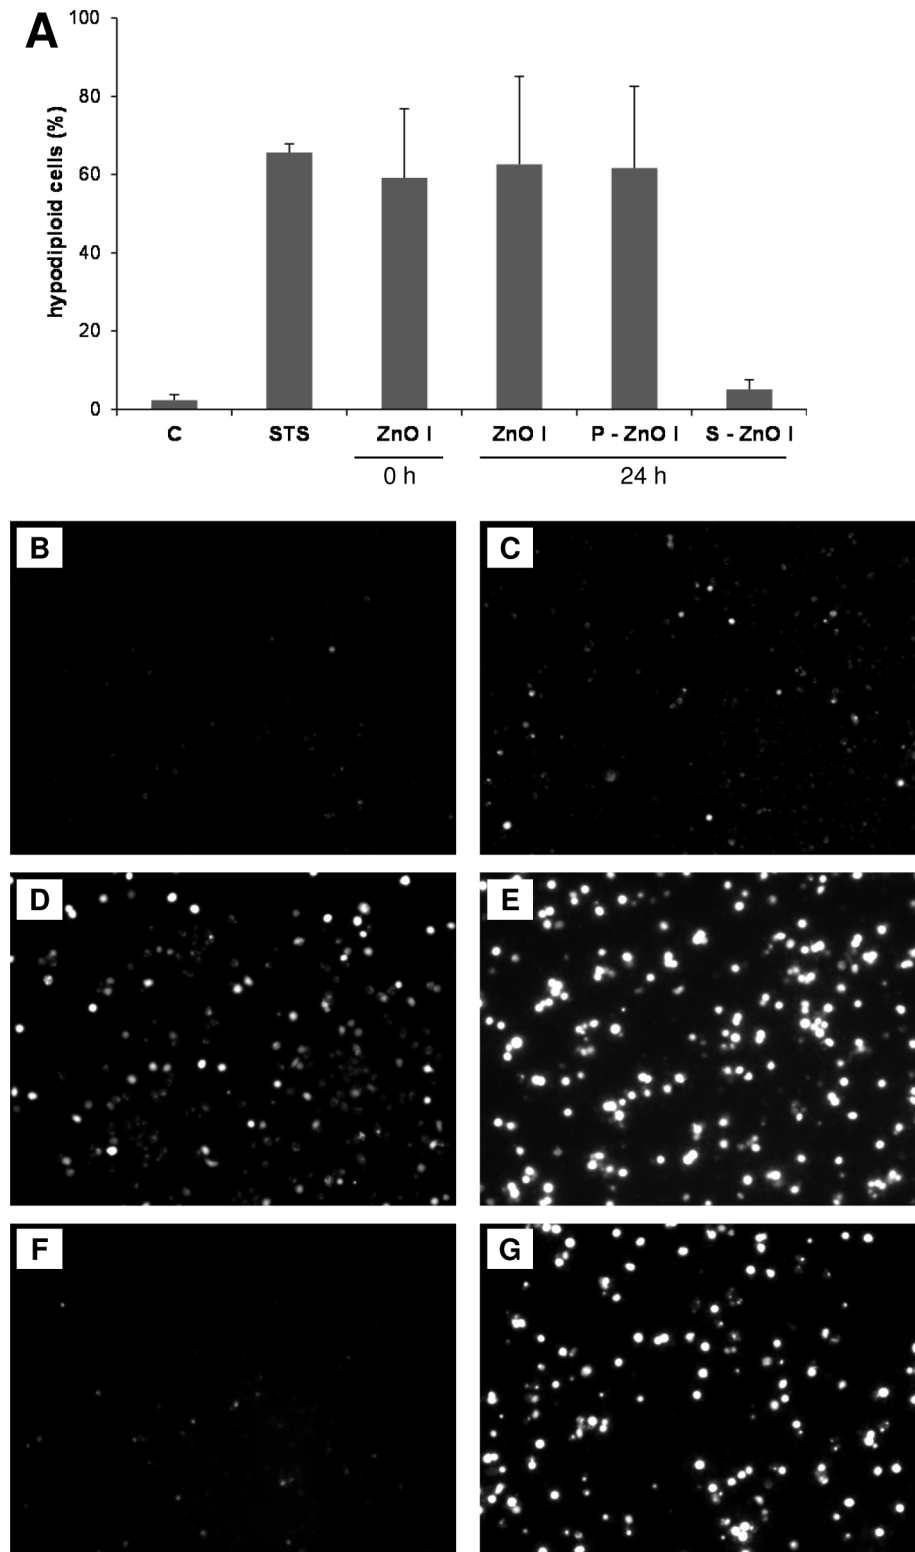 A
100
80
60
40
20
0
hypodiploid cells (%)
C STS ZnO I ZnO I P - ZnO I S - ZnO I
0 h 24 h
B C
D E
F G